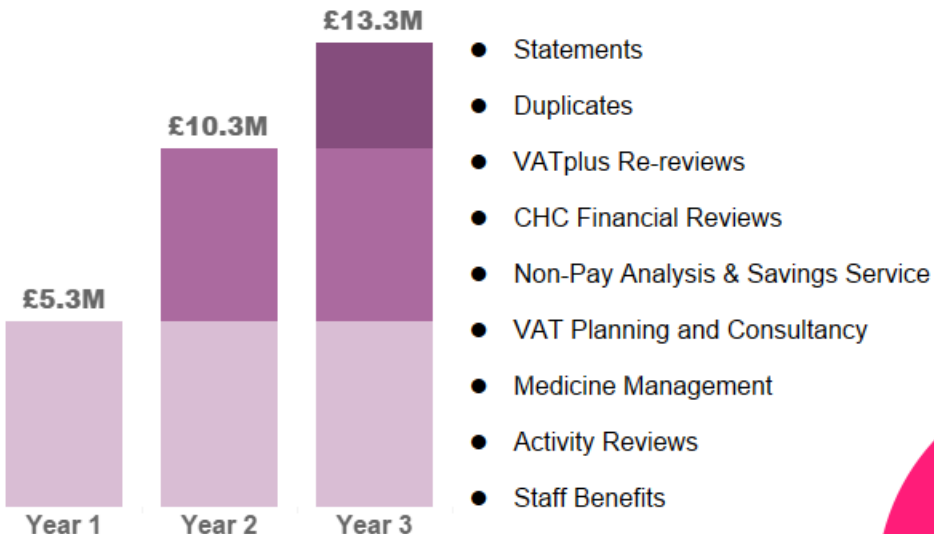 £13.3M
£10.3M
£5.3M
Year 1
Year 2
Year 3
● Statements
● Duplicates
● VATplus Re-reviews
● CHC Financial Reviews
● Non-Pay Analysis & Savings Service
● VAT Planning and Consultancy
● Medicine Management
● Activity Reviews
● Staff Benefits